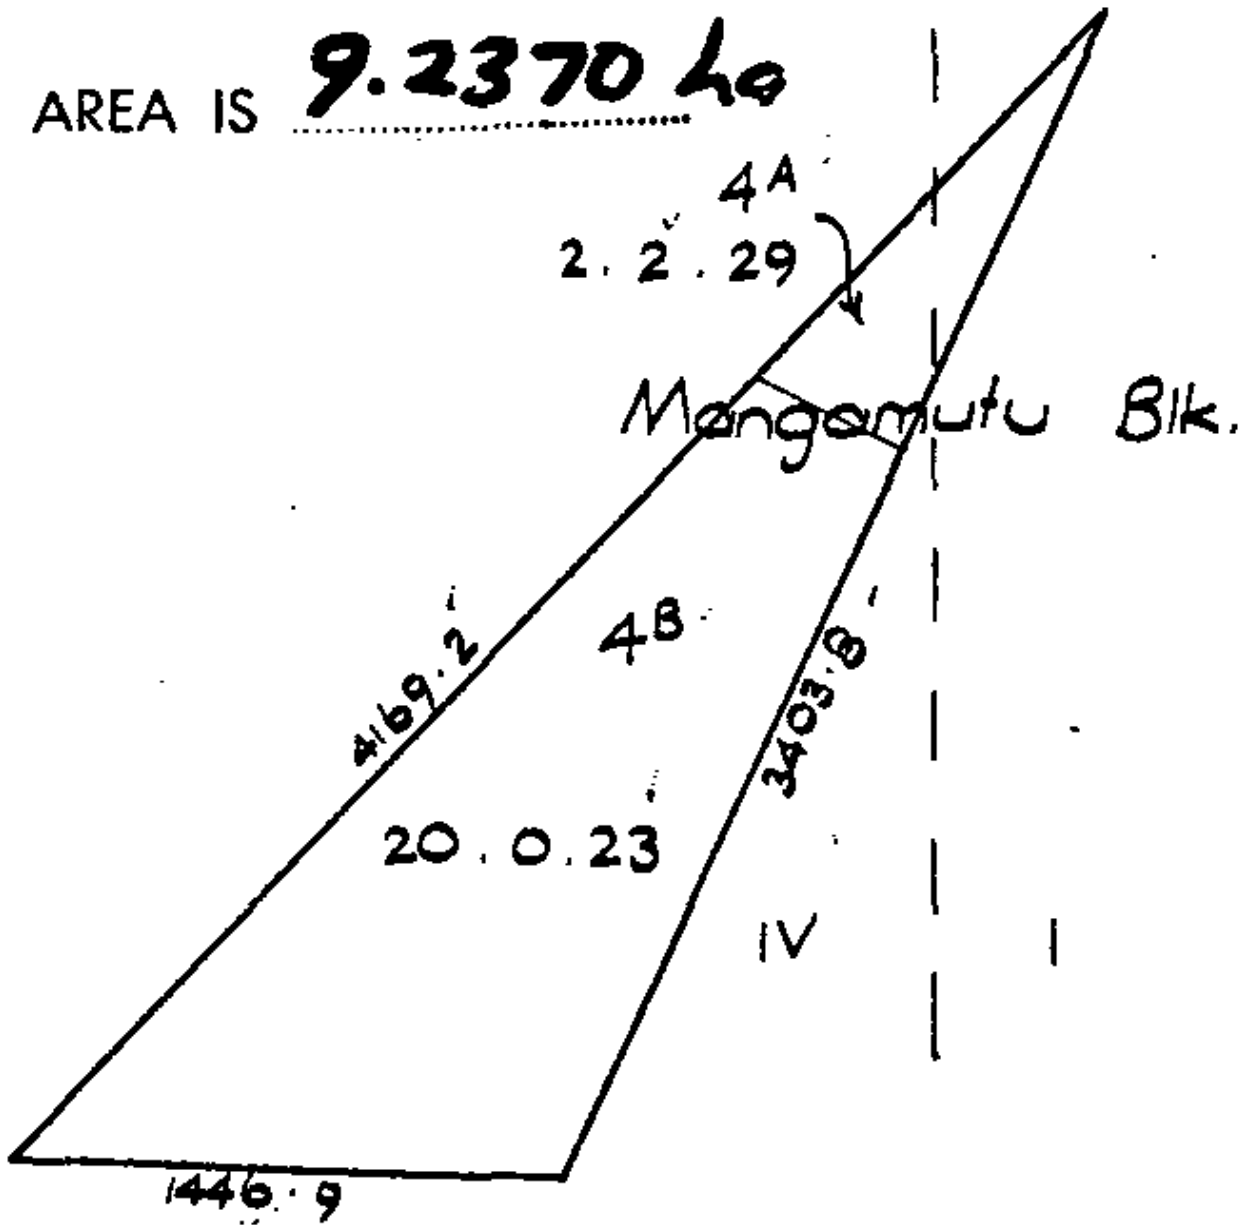 AREA IS 9.2370 ha
4A
2. 2. 29
Mangamutu Blk.
4B
4169.2
3403.8
20.0.23
IV
I
1446.9